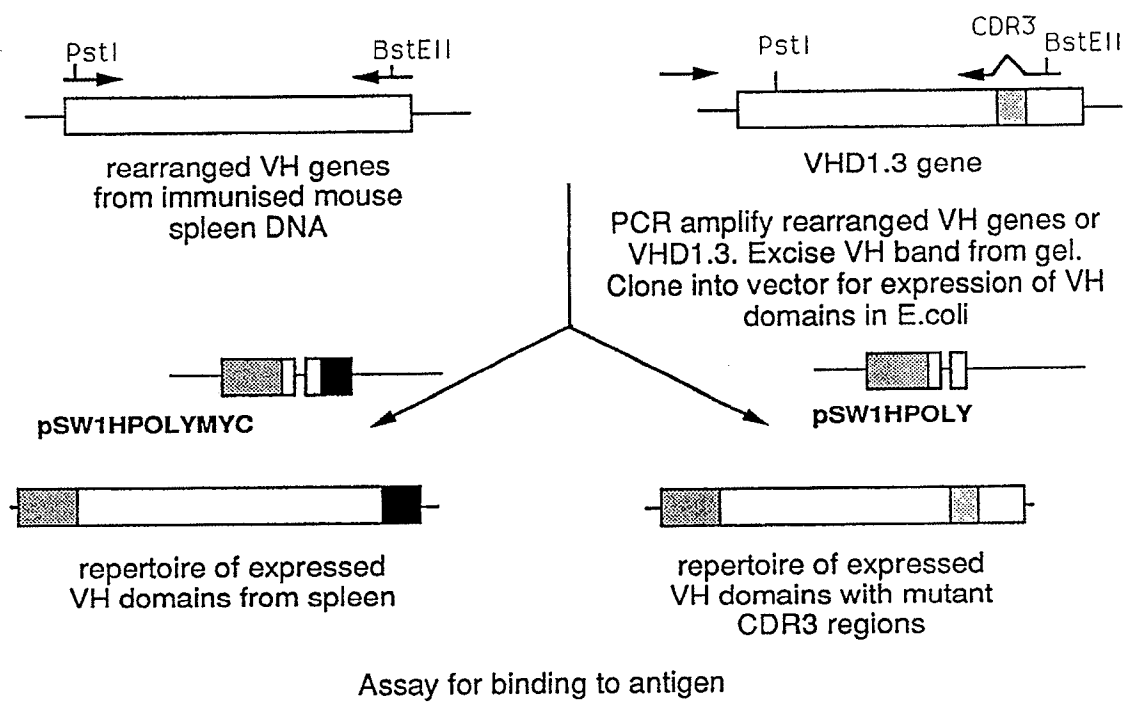 PstI
BstEII
rearranged VH genes
from immunised mouse
spleen DNA
PstI
CDR3
BstEII
VHD1.3 gene
PCR amplify rearranged VH genes or
VHD1.3. Excise VH band from gel.
Clone into vector for expression of VH
domains in E.coli
pSW1HPOLYMYC
pSW1HPOLY
repertoire of expressed
VH domains from spleen
repertoire of expressed
VH domains with mutant
CDR3 regions
Assay for binding to antigen